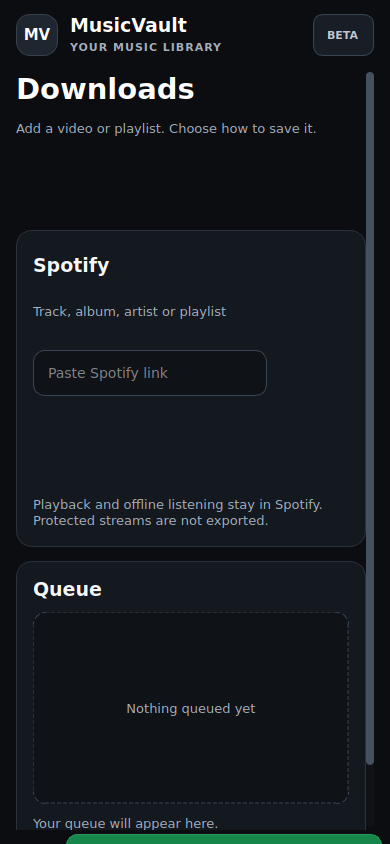 MV
MusicVault
YOUR MUSIC LIBRARY
BETA
Downloads
Add a video or playlist. Choose how to save it.
Spotify
Track, album, artist or playlist
Paste Spotify link
Playback and offline listening stay in Spotify.
Protected streams are not exported.
Queue
Nothing queued yet
Your queue will appear here.